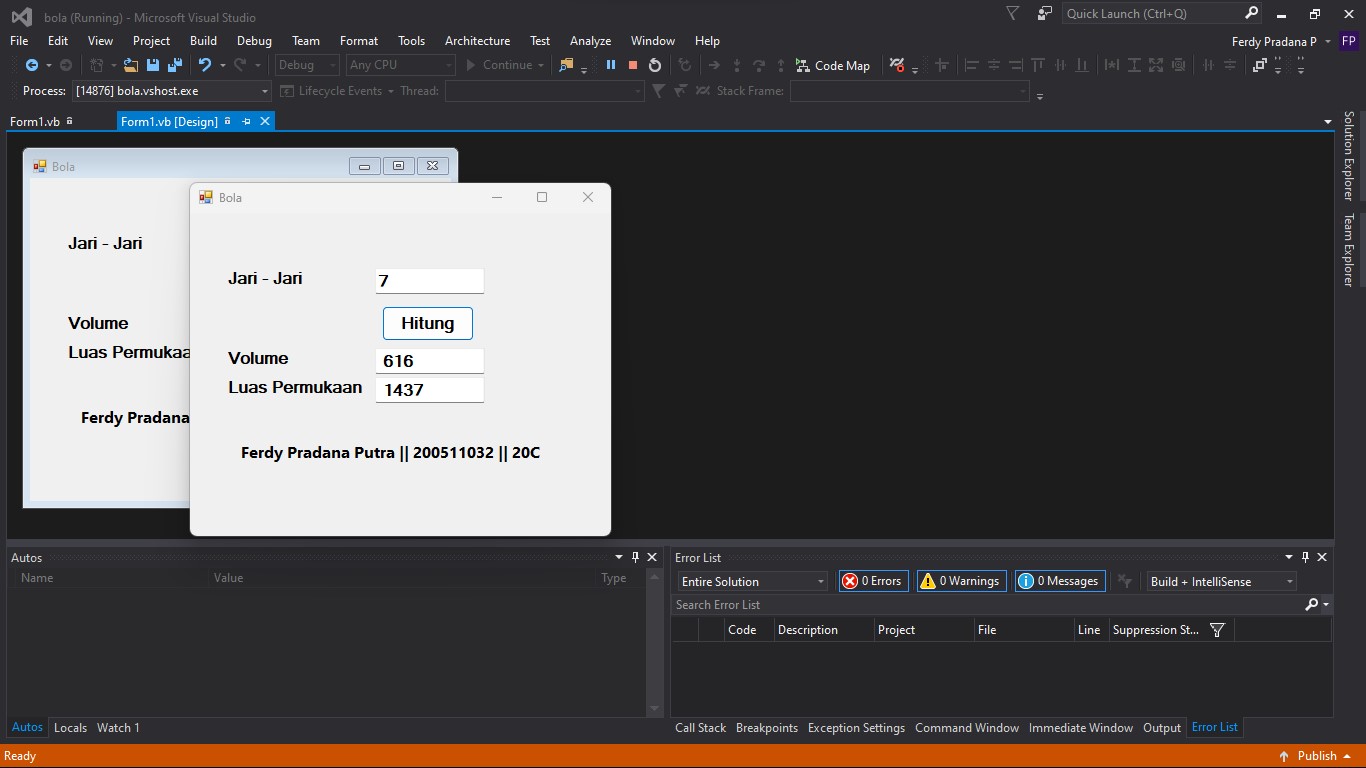 bola (Running) - Microsoft Visual Studio
Quick Launch (Ctrl+Q)
File Edit View Project Build Debug Team Format Tools Architecture Test Analyze Window Help
Ferdy Pradana P FP
Debug Any CPU Continue Code Map
Process: [14876] bola.vshost.exe Lifecycle Events Thread: Stack Frame:
Form1.vb Form1.vb [Design]
Solution Explorer
Team Explorer
Bola
Jari - Jari
Volume
Luas Permukaa
Ferdy Pradana
Bola
Jari - Jari 7
Hitung
Volume 616
Luas Permukaan 1437
Ferdy Pradana Putra || 200511032 || 20C
Autos
Name Value Type
Autos Locals Watch 1
Error List
Entire Solution 0 Errors 0 Warnings 0 Messages Build + IntelliSense
Search Error List
Code Description Project File Line Suppression St...
Call Stack Breakpoints Exception Settings Command Window Immediate Window Output Error List
Ready Publish